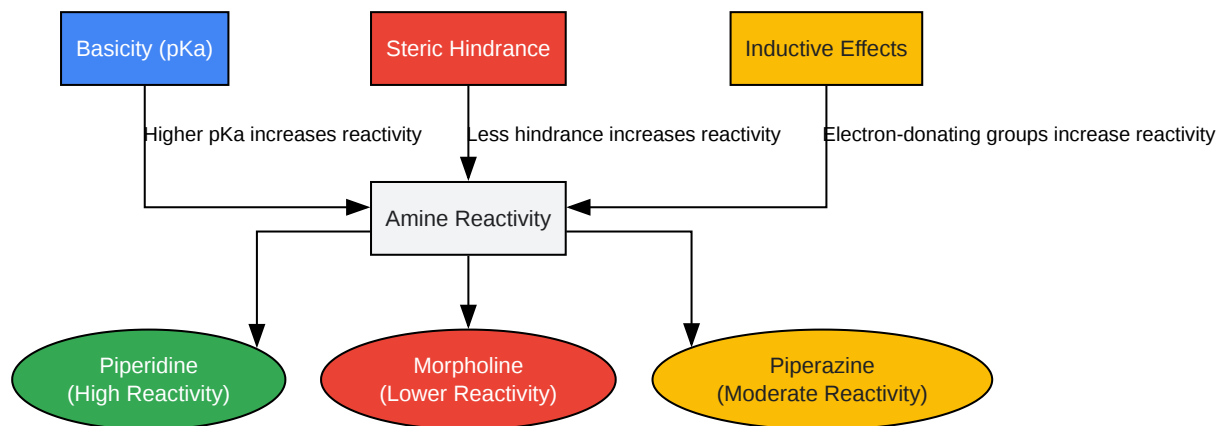 Basicity (pKa)
Steric Hindrance
Inductive Effects
Higher pKa increases reactivity
Less hindrance increases reactivity
Electron-donating groups increase reactivity
Amine Reactivity
Piperidine
(High Reactivity)
Morpholine
(Lower Reactivity)
Piperazine
(Moderate Reactivity)